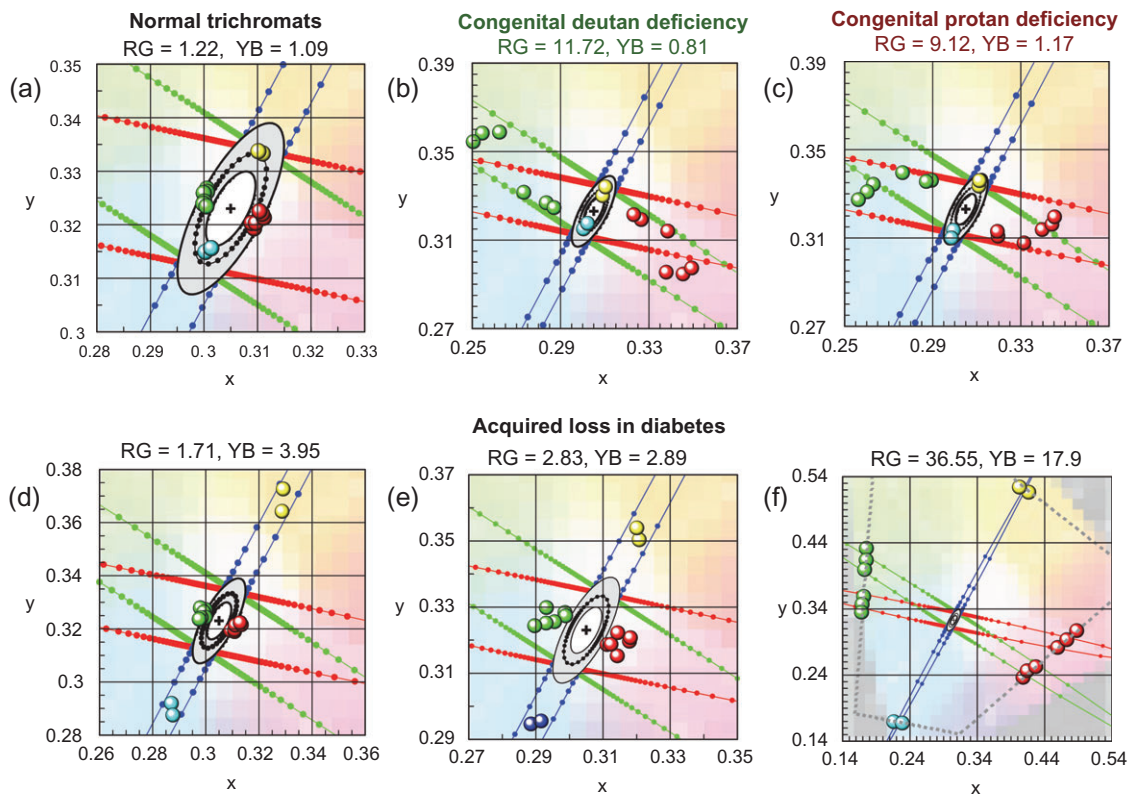 Normal trichromats
RG = 1.22, YB = 1.09
Congenital deutan deficiency
RG = 11.72, YB = 0.81
Congenital protan deficiency
RG = 9.12, YB = 1.17
(a)
0.35
0.34
0.33
y
0.32
0.31
0.3
0.28 0.29 0.3 0.31 0.32 0.33
x
(b)
0.39
0.35
y
0.31
0.27
0.25 0.29 0.33 0.37
x
(c)
0.39
0.35
y
0.31
0.27
0.25 0.29 0.33 0.37
x
Acquired loss in diabetes
RG = 1.71, YB = 3.95
RG = 2.83, YB = 2.89
RG = 36.55, YB = 17.9
(d)
0.38
0.36
0.34
y
0.32
0.3
0.28
0.26 0.28 0.30 0.32 0.34 0.36
x
(e)
0.37
0.35
0.33
y
0.31
0.29
0.27 0.29 0.31 0.33 0.35
x
(f)
0.54
0.44
y
0.34
0.24
0.14
0.14 0.24 0.34 0.44 0.54
x